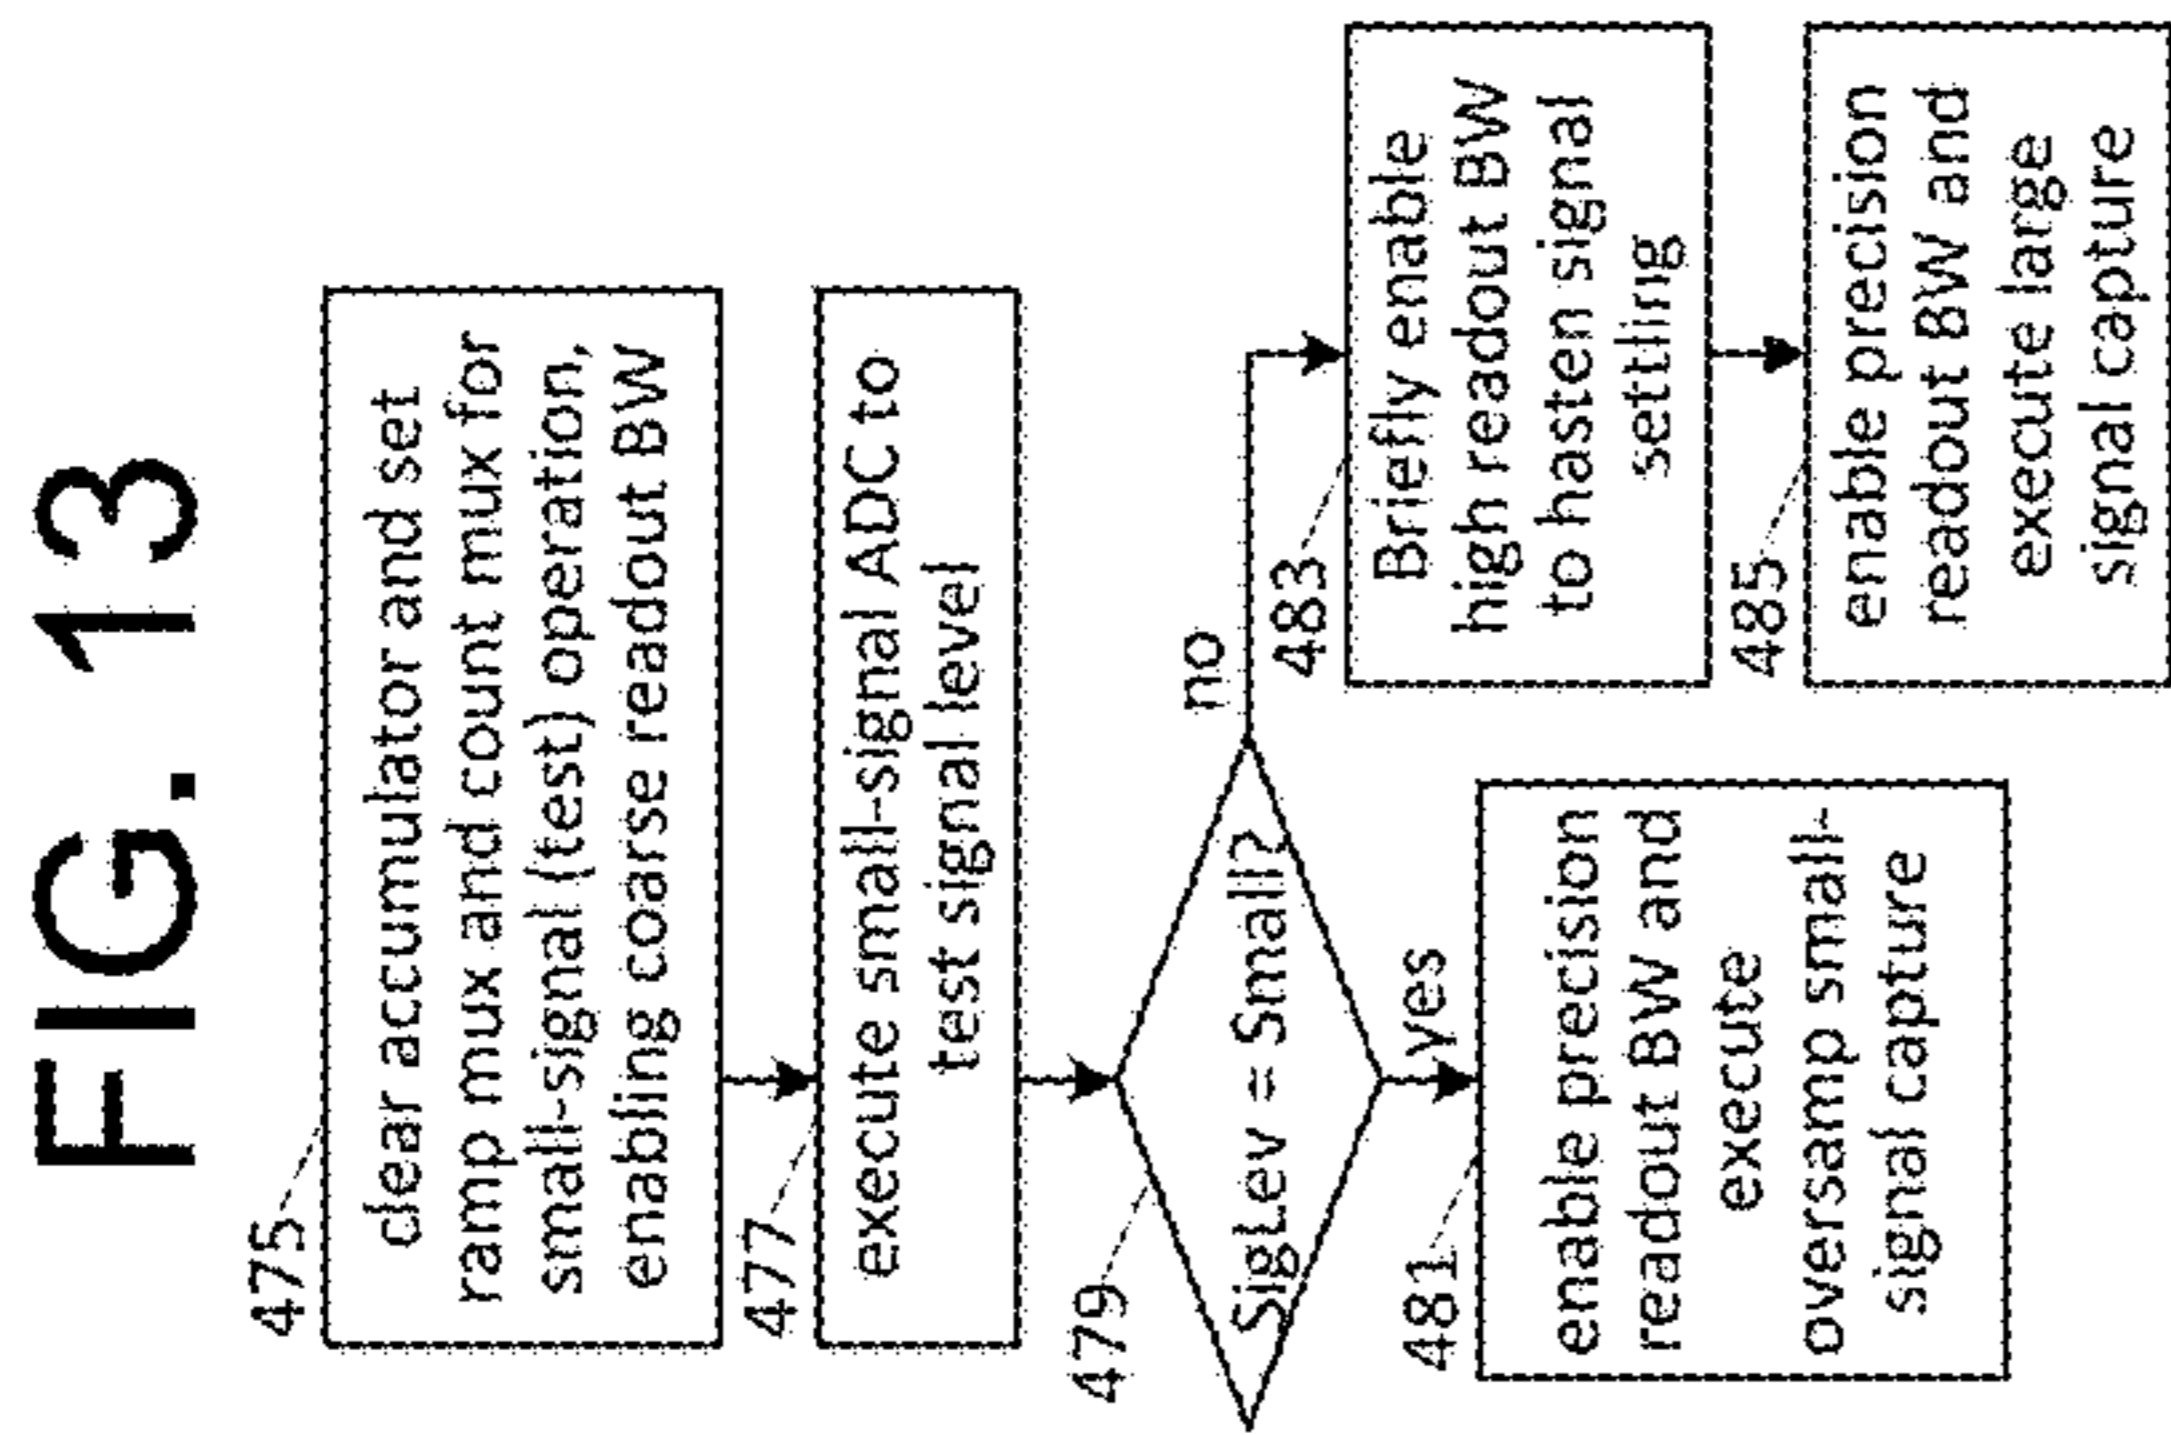 FIG. 13
475
clear accumulator and set
ramp mux and count mux for
small-signal (test) operation,
enabling coarse readout BW
477
execute small-signal ADC to
test signal level
479
SigLev = Small?
no
yes
481
enable precision
readout BW and
execute
oversamp small-
signal capture
483
Briefly enable
high readout BW
to hasten signal
settling
485
enable precision
readout BW and
execute large
signal capture